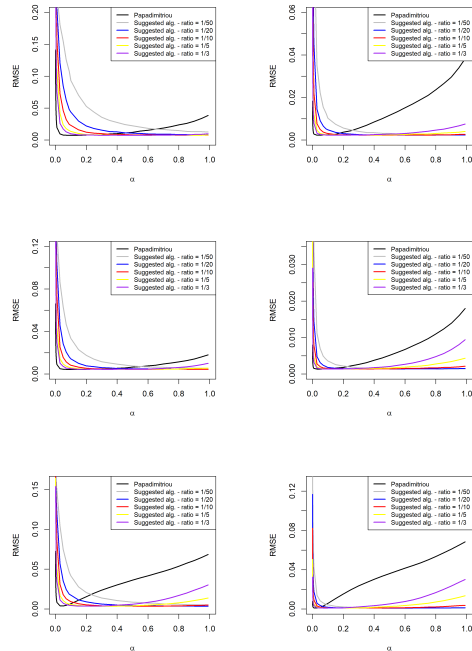 RMSE
0.00 0.05 0.10 0.15 0.20
Papadimitriou
Suggested alg. - ratio = 1/50
Suggested alg. - ratio = 1/20
Suggested alg. - ratio = 1/10
Suggested alg. - ratio = 1/5
Suggested alg. - ratio = 1/3
0.0 0.2 0.4 0.6 0.8 1.0
α
RMSE
0.00 0.02 0.04 0.06
Papadimitriou
Suggested alg. - ratio = 1/50
Suggested alg. - ratio = 1/20
Suggested alg. - ratio = 1/10
Suggested alg. - ratio = 1/5
Suggested alg. - ratio = 1/3
0.0 0.2 0.4 0.6 0.8 1.0
α
RMSE
0.00 0.04 0.08 0.12
Papadimitriou
Suggested alg. - ratio = 1/50
Suggested alg. - ratio = 1/20
Suggested alg. - ratio = 1/10
Suggested alg. - ratio = 1/5
Suggested alg. - ratio = 1/3
0.0 0.2 0.4 0.6 0.8 1.0
α
RMSE
0.000 0.010 0.020 0.030
Papadimitriou
Suggested alg. - ratio = 1/50
Suggested alg. - ratio = 1/20
Suggested alg. - ratio = 1/10
Suggested alg. - ratio = 1/5
Suggested alg. - ratio = 1/3
0.0 0.2 0.4 0.6 0.8 1.0
α
RMSE
0.00 0.05 0.10 0.15
Papadimitriou
Suggested alg. - ratio = 1/50
Suggested alg. - ratio = 1/20
Suggested alg. - ratio = 1/10
Suggested alg. - ratio = 1/5
Suggested alg. - ratio = 1/3
0.0 0.2 0.4 0.6 0.8 1.0
α
RMSE
0.00 0.04 0.08 0.12
Papadimitriou
Suggested alg. - ratio = 1/50
Suggested alg. - ratio = 1/20
Suggested alg. - ratio = 1/10
Suggested alg. - ratio = 1/5
Suggested alg. - ratio = 1/3
0.0 0.2 0.4 0.6 0.8 1.0
α